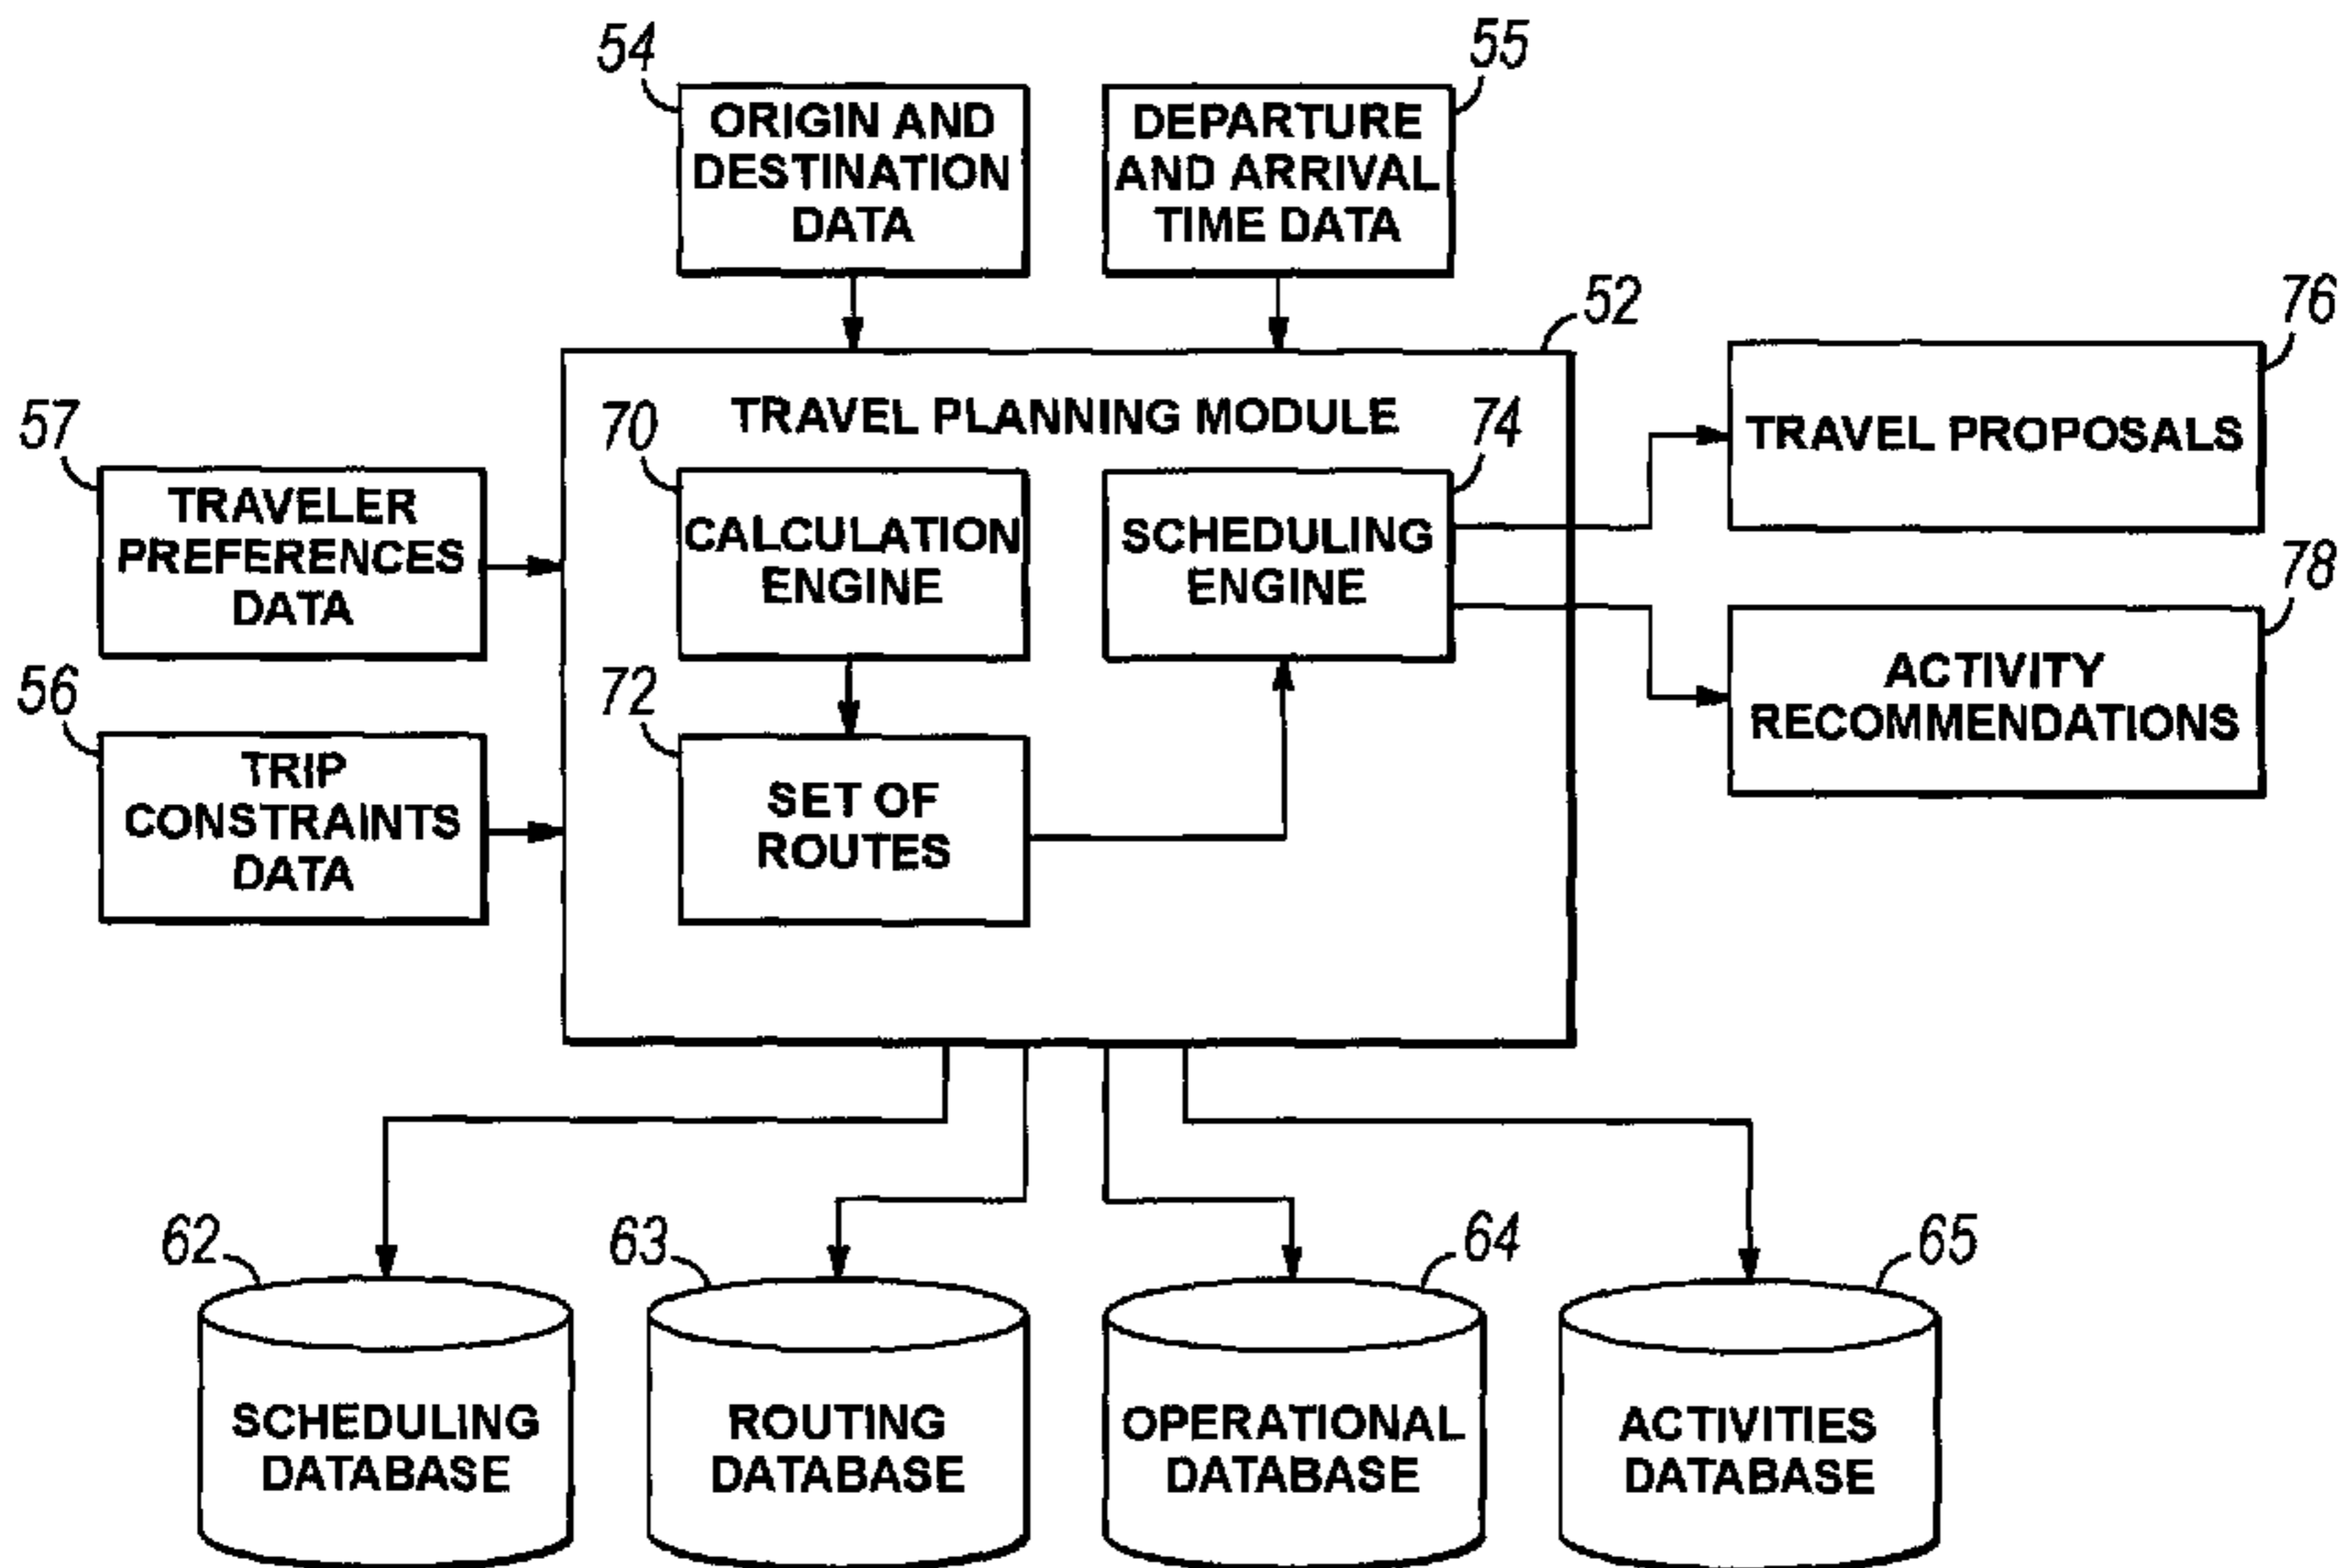 54
55
ORIGIN AND
DESTINATION
DATA
DEPARTURE
AND ARRIVAL
TIME DATA
52
76
TRAVEL PROPOSALS
57
TRAVELER
PREFERENCES
DATA
TRAVEL PLANNING MODULE
70
74
CALCULATION
ENGINE
SCHEDULING
ENGINE
78
ACTIVITY
RECOMMENDATIONS
56
TRIP
CONSTRAINTS
DATA
72
SET OF
ROUTES
62
63
64
65
SCHEDULING
DATABASE
ROUTING
DATABASE
OPERATIONAL
DATABASE
ACTIVITIES
DATABASE